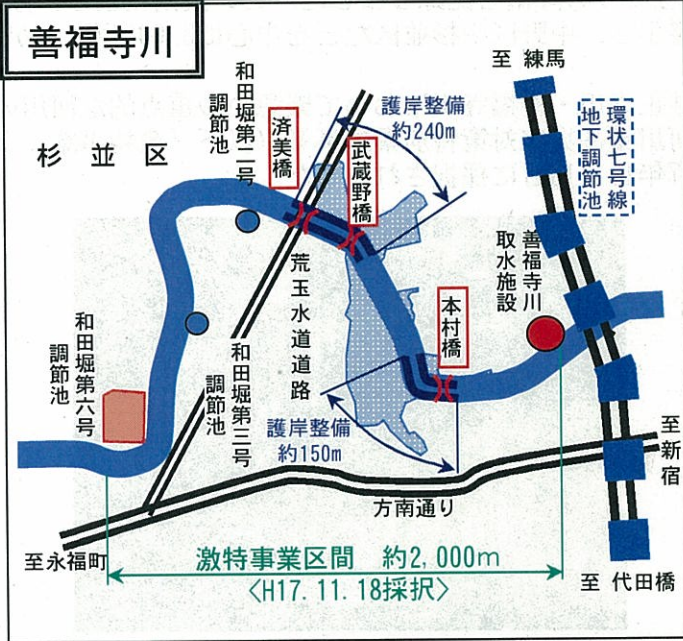 善福寺川
至 練馬
杉並区
和田堀第二号
調節池
済美橋
武蔵野橋
護岸整備
約240m
環状七号線
地下調節池
善福寺川
取水施設
荒玉水道道路
本村橋
和田堀第六号
調節池
和田堀第三号
調節池
護岸整備
約150m
至新宿
方南通り
至永福町
激特事業区間 約2,000m
〈H17.11.18採択〉
至 代田橋